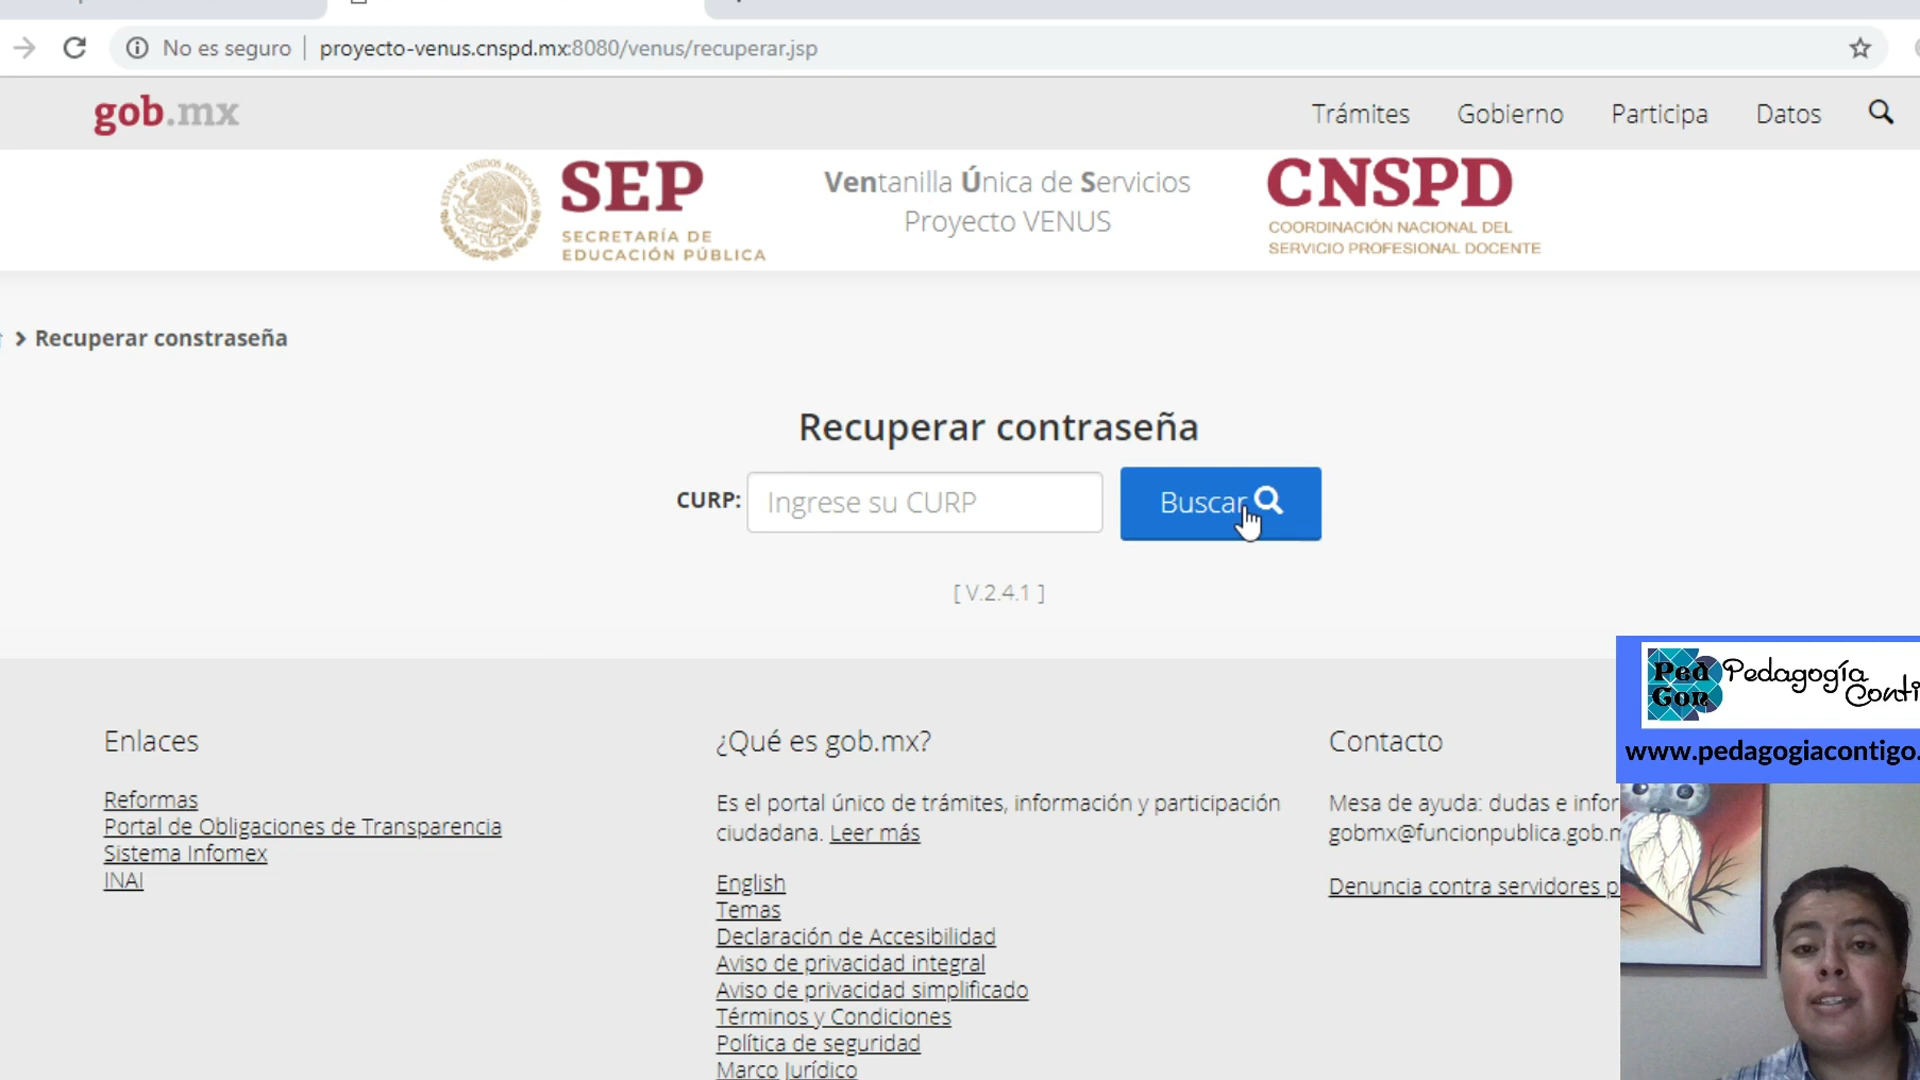 No es seguro
proyecto-venus.cnspd.mx:8080/venus/recuperar.jsp
gob.mx
Trámites
Gobierno
Participa
Datos
ESTADOS UNIDOS MEXICANOS
SEP
SECRETARÍA DE
EDUCACIÓN PÚBLICA
Ventanilla Única de Servicios
Proyecto VENUS
CNSPD
COORDINACIÓN NACIONAL DEL
SERVICIO PROFESIONAL DOCENTE
Recuperar constraseña
Recuperar contraseña
CURP:
Ingrese su CURP
Buscar
[ V.2.4.1 ]
Enlaces
Reformas
Portal de Obligaciones de Transparencia
Sistema Infomex
INAI
¿Qué es gob.mx?
Es el portal único de trámites, información y participación
ciudadana. Leer más
English
Temas
Declaración de Accesibilidad
Aviso de privacidad integral
Aviso de privacidad simplificado
Términos y Condiciones
Política de seguridad
Marco Jurídico
Contacto
Mesa de ayuda: dudas e infor
gobmx@funcionpublica.gob.m
Denuncia contra servidores p
Ped
Con
Pedagogía
Conti
www.pedagogiacontigo.